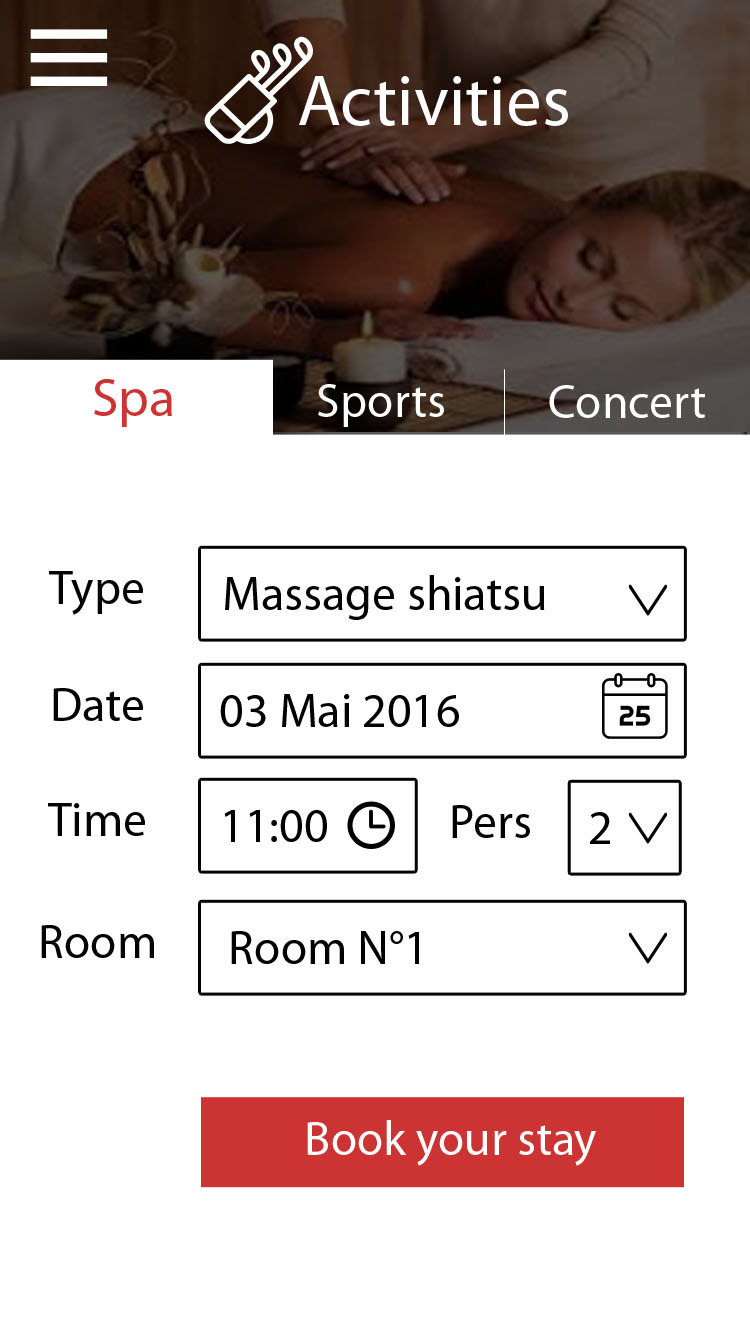 Activities
Spa Sports Concert
Type Massage shiatsu
Date 03 Mai 2016 25
Time 11:00 Pers 2
Room Room N°1
Book your stay